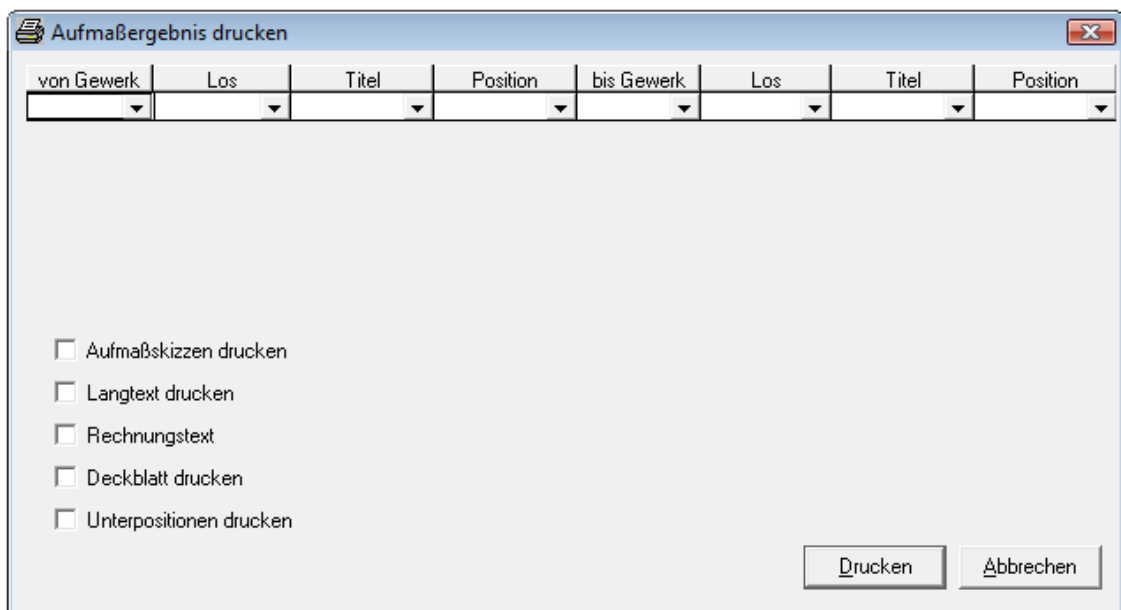 Aufmaßergebnis drucken
von Gewerk Los Titel Position bis Gewerk Los Titel Position
Aufmaßskizzen drucken
Langtext drucken
Rechnungstext
Deckblatt drucken
Unterpositionen drucken
Drucken Abbrechen